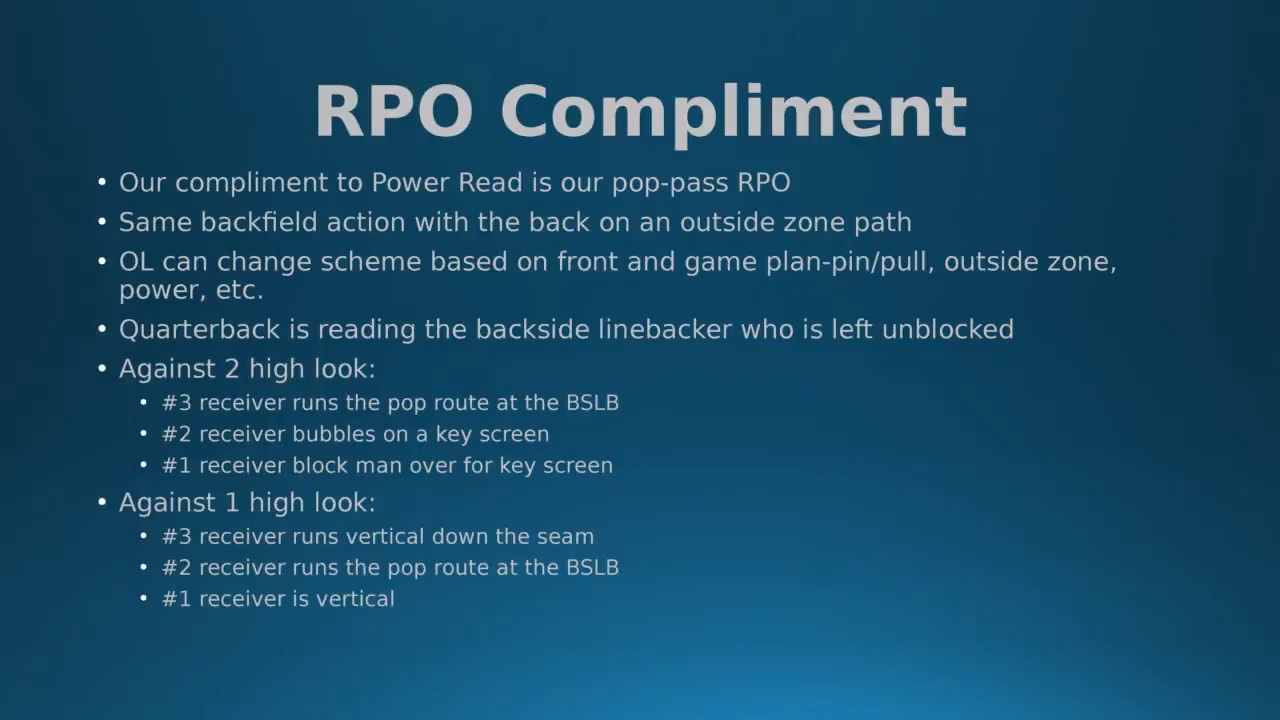 RPO Compliment
• Our compliment to Power Read is our pop-pass RPO
• Same backfield action with the back on an outside zone path
• OL can change scheme based on front and game plan-pin/pull, outside zone,
power, etc.
• Quarterback is reading the backside linebacker who is left unblocked
• Against 2 high look:
• #3 receiver runs the pop route at the BSLB
• #2 receiver bubbles on a key screen
• #1 receiver block man over for key screen
• Against 1 high look:
• #3 receiver runs vertical down the seam
• #2 receiver runs the pop route at the BSLB
• #1 receiver is vertical